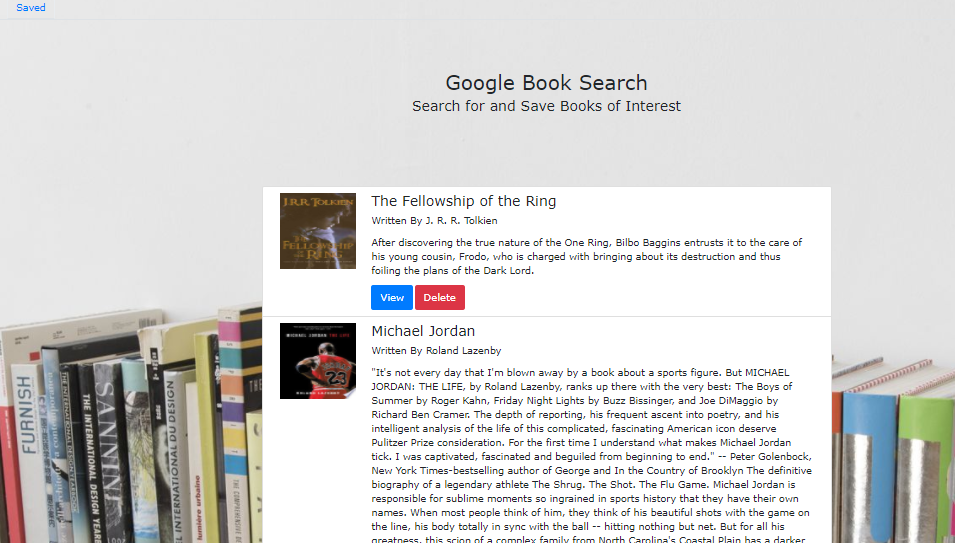 Saved
Google Book Search
Search for and Save Books of Interest
J.R.R. TOLKIEN
THE
FELLOWSHIP
OF THE
RING
The Fellowship of the Ring
Written By J. R. R. Tolkien
After discovering the true nature of the One Ring, Bilbo Baggins entrusts it to the care of
his young cousin, Frodo, who is charged with bringing about its destruction and thus
foiling the plans of the Dark Lord.
View Delete
MICHAEL JORDAN THE LIFE
23
ROLAND LAZENBY
Michael Jordan
Written By Roland Lazenby
"It's not every day that I'm blown away by a book about a sports figure. But MICHAEL
JORDAN: THE LIFE, by Roland Lazenby, ranks up there with the very best: The Boys of
Summer by Roger Kahn, Friday Night Lights by Buzz Bissinger, and Joe DiMaggio by
Richard Ben Cramer. The depth of reporting, his frequent ascent into poetry, and his
intelligent analysis of the life of this complicated, fascinating American icon deserve
Pulitzer Prize consideration. For the first time I understand what makes Michael Jordan
tick. I was captivated, fascinated and beguiled from beginning to end." -- Peter Golenbock,
New York Times-bestselling author of George and In the Country of Brooklyn The definitive
biography of a legendary athlete The Shrug. The Shot. The Flu Game. Michael Jordan is
responsible for sublime moments so ingrained in sports history that they have their own
names. When most people think of him, they think of his beautiful shots with the game on
the line, his body totally in sync with the ball -- hitting nothing but net. But for all his
greatness, this scion of a complex family from North Carolina's Coastal Plain has a darker
FURNISH
THE INTERNATIONAL DESIGN YEARBOOK
SANNINE
L'INTERNATIONAL DU DESIGN
lumière urbaine